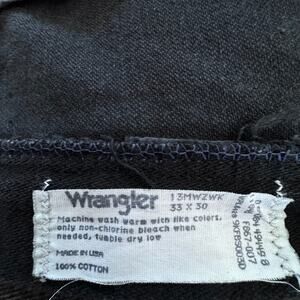 Wrangler 13MWZWK
33 X 30
Machine wash warm with like colors,
only non-chlorine bleach when
needed, tumble dry low
MADE IN USA
100% COTTON